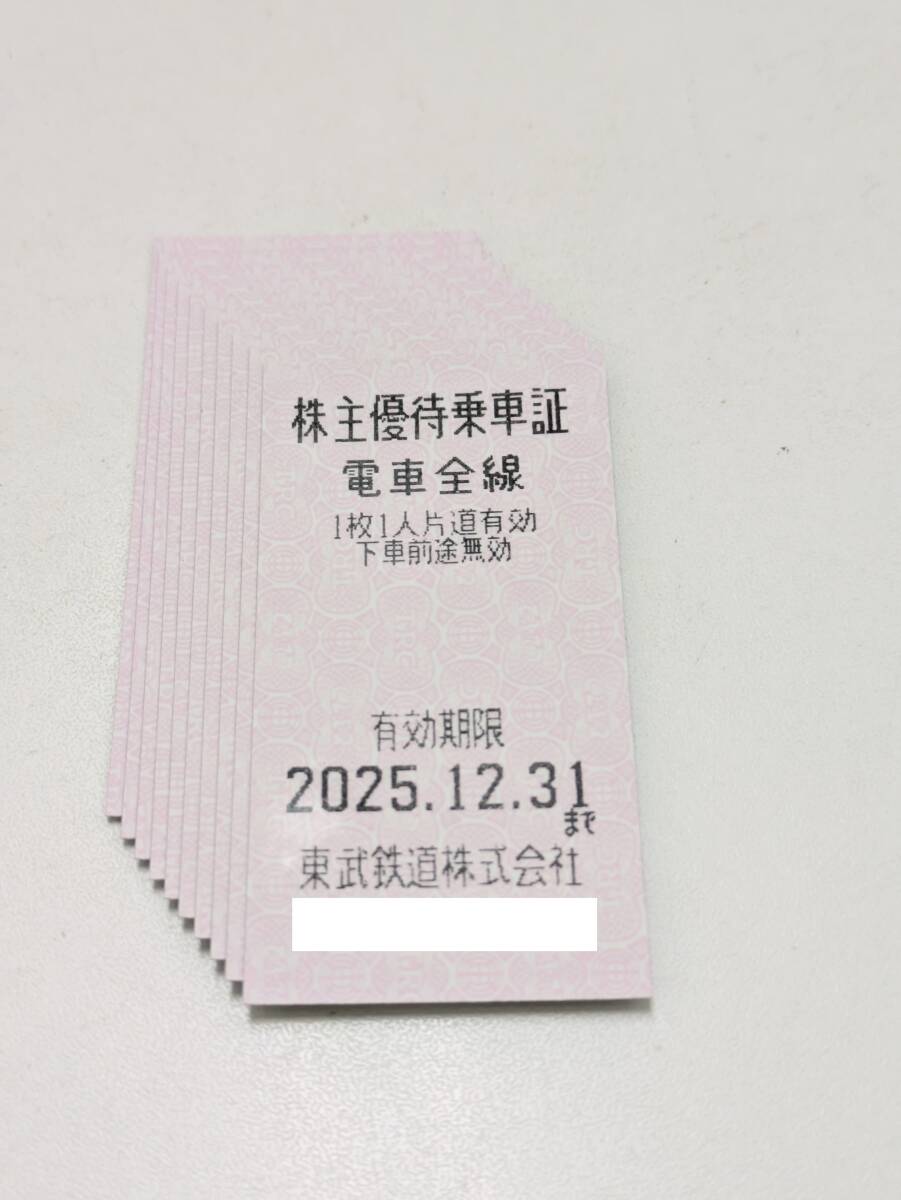 株主優待乗車証
電車全線
1枚1人片道有効
下車前途無効
有効期限
2025.12.31
まで
東武鉄道株式会社